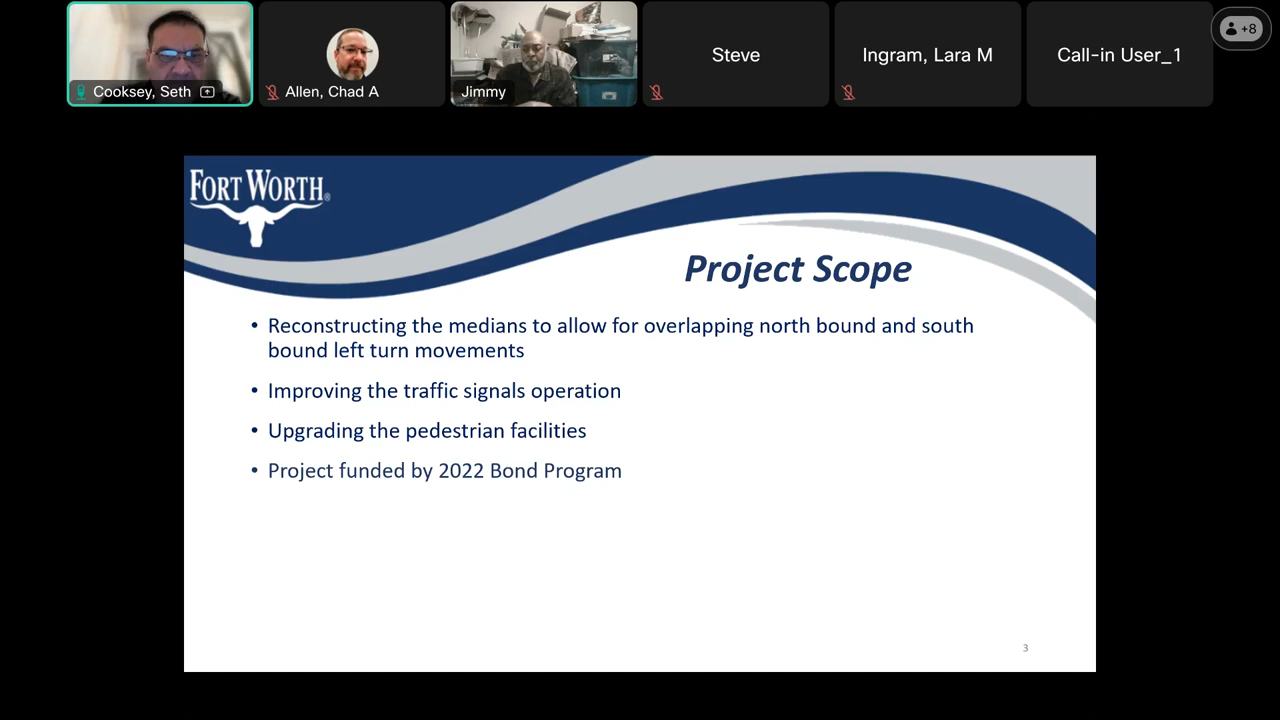 Cooksey, Seth
Allen, Chad A
Jimmy
Steve
Ingram, Lara M
Call-in User_1
+8
FORT WORTH®
Project Scope
• Reconstructing the medians to allow for overlapping north bound and south
bound left turn movements
• Improving the traffic signals operation
• Upgrading the pedestrian facilities
• Project funded by 2022 Bond Program
3